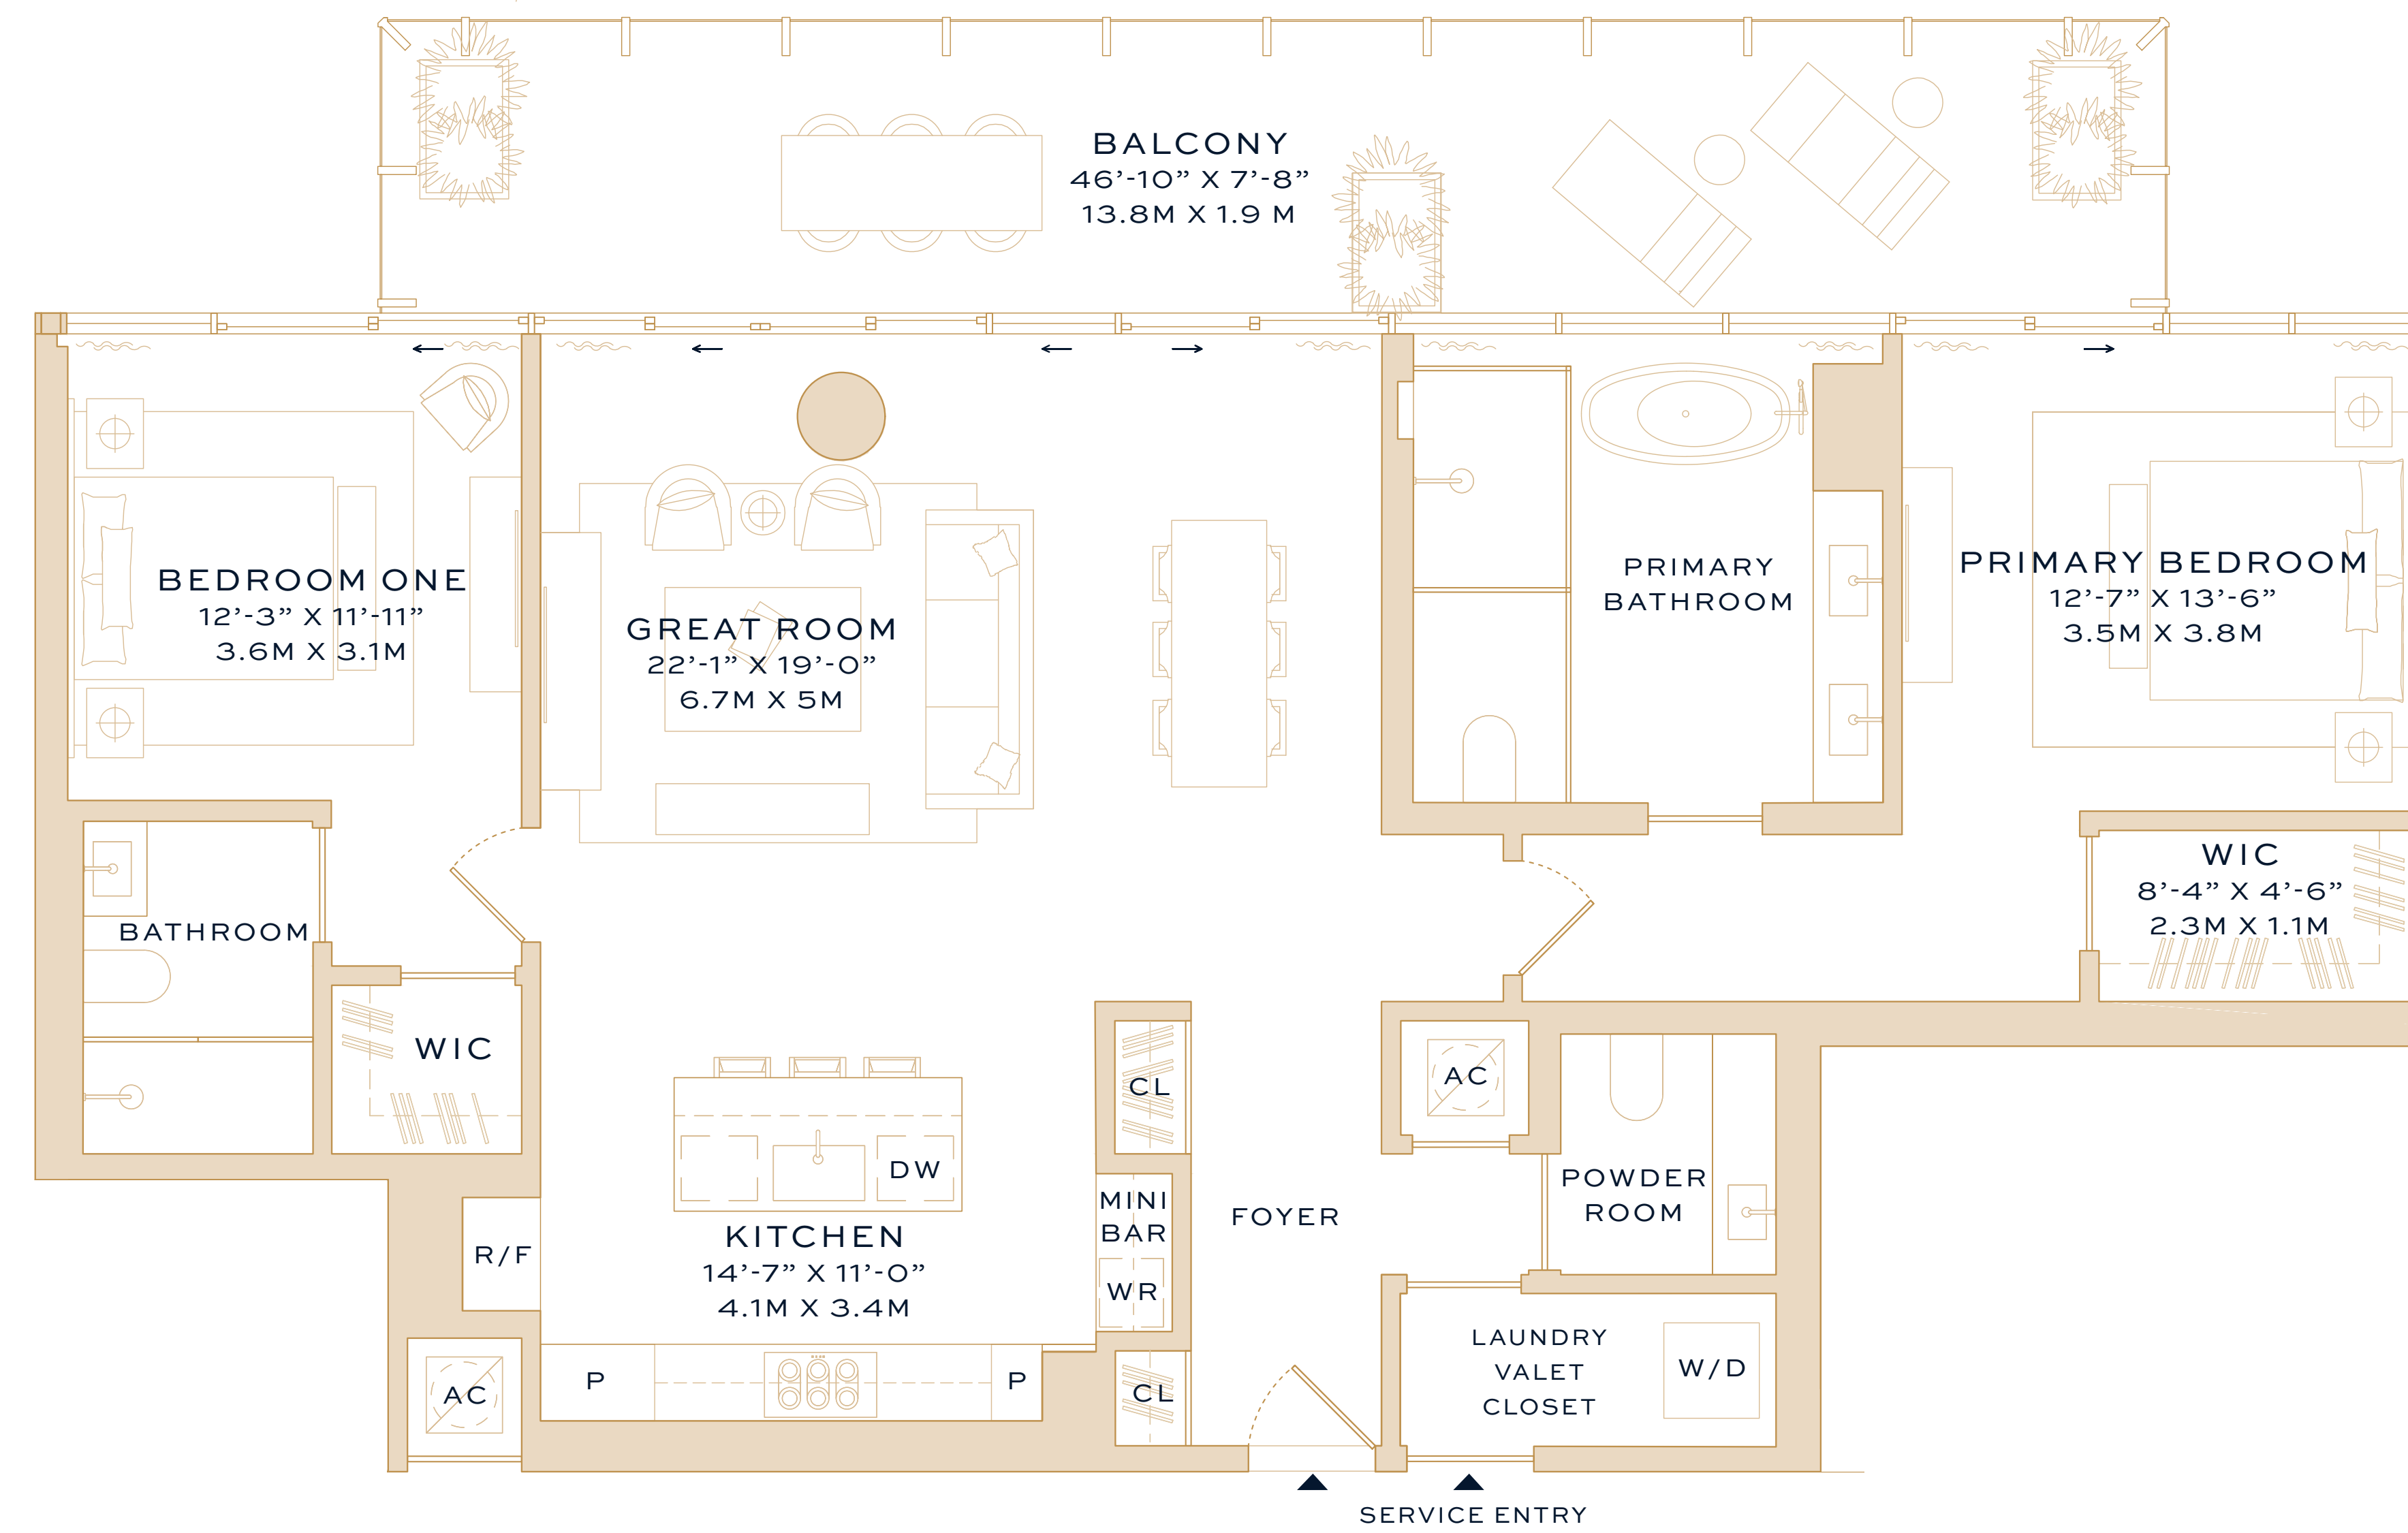 BALCONY
46’-10” X 7’-8”
13.8M X 1.9 M
BEDROOM ONE
12’-3” X 11’-11”
3.6M X 3.1M
GREAT ROOM
22’-1” X 19’-0”
6.7M X 5M
PRIMARY
BATHROOM
PRIMARY BEDROOM
12’-7” X 13’-6”
3.5M X 3.8M
WIC
8’-4” X 4’-6”
2.3M X 1.1M
BATHROOM
WIC
CL
AC
DW
MINI
BAR
WR
FOYER
POWDER
ROOM
R/F
KITCHEN
14’-7” X 11’-0”
4.1M X 3.4M
AC
P
P
CL
LAUNDRY
VALET
CLOSET
W/D
SERVICE ENTRY